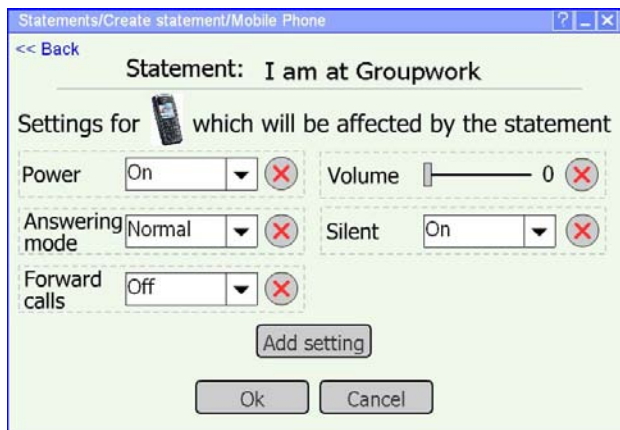 Statements/Create statement/Mobile Phone
? _ X
<< Back
Statement: I am at Groupwork
Settings for which will be affected by the statement
Power On
Volume 0
Answering mode Normal
Silent On
Forward calls Off
Add setting
Ok Cancel